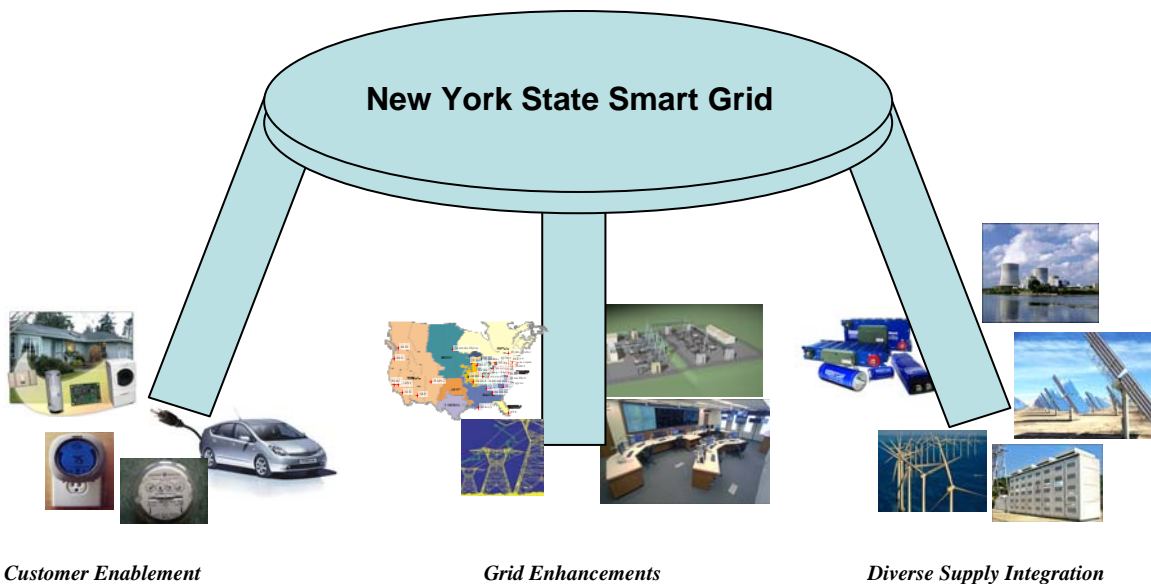 New York State Smart Grid
Customer Enablement
Grid Enhancements
Diverse Supply Integration